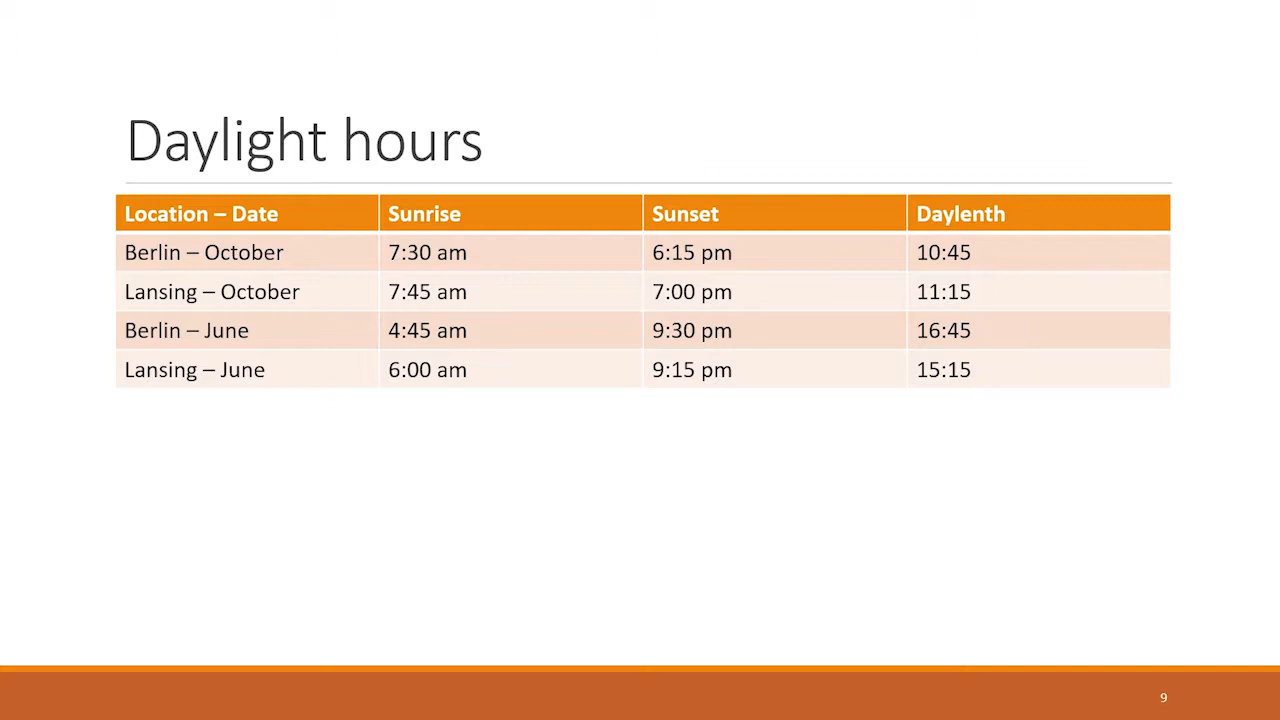 Daylight hours
Location – Date Sunrise Sunset Daylenth
Berlin – October 7:30 am 6:15 pm 10:45
Lansing – October 7:45 am 7:00 pm 11:15
Berlin – June 4:45 am 9:30 pm 16:45
Lansing – June 6:00 am 9:15 pm 15:15
9